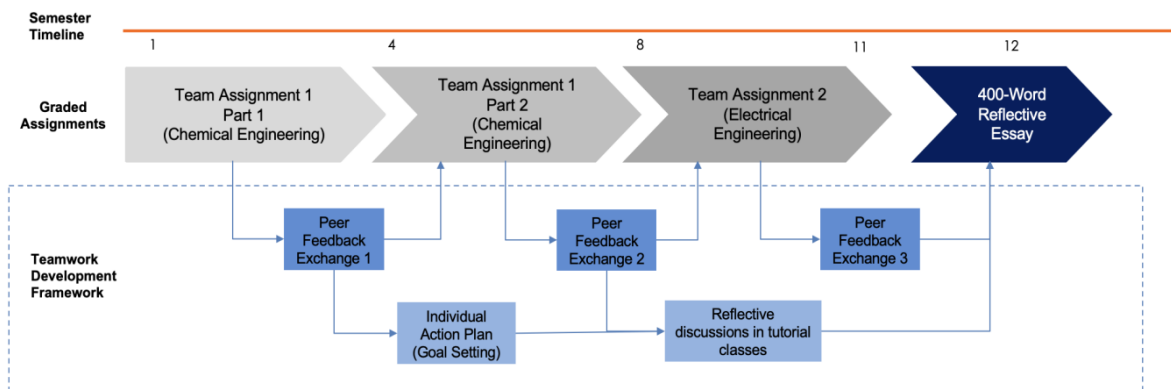 Semester
Timeline
1
4
8
11
12
Graded
Assignments
Team Assignment 1
Part 1
(Chemical Engineering)
Team Assignment 1
Part 2
(Chemical
Engineering)
Team Assignment 2
(Electrical
Engineering)
400-Word
Reflective
Essay
Teamwork
Development
Framework
Peer
Feedback
Exchange 1
Peer
Feedback
Exchange 2
Peer
Feedback
Exchange 3
Individual
Action Plan
(Goal Setting)
Reflective
discussions in tutorial
classes